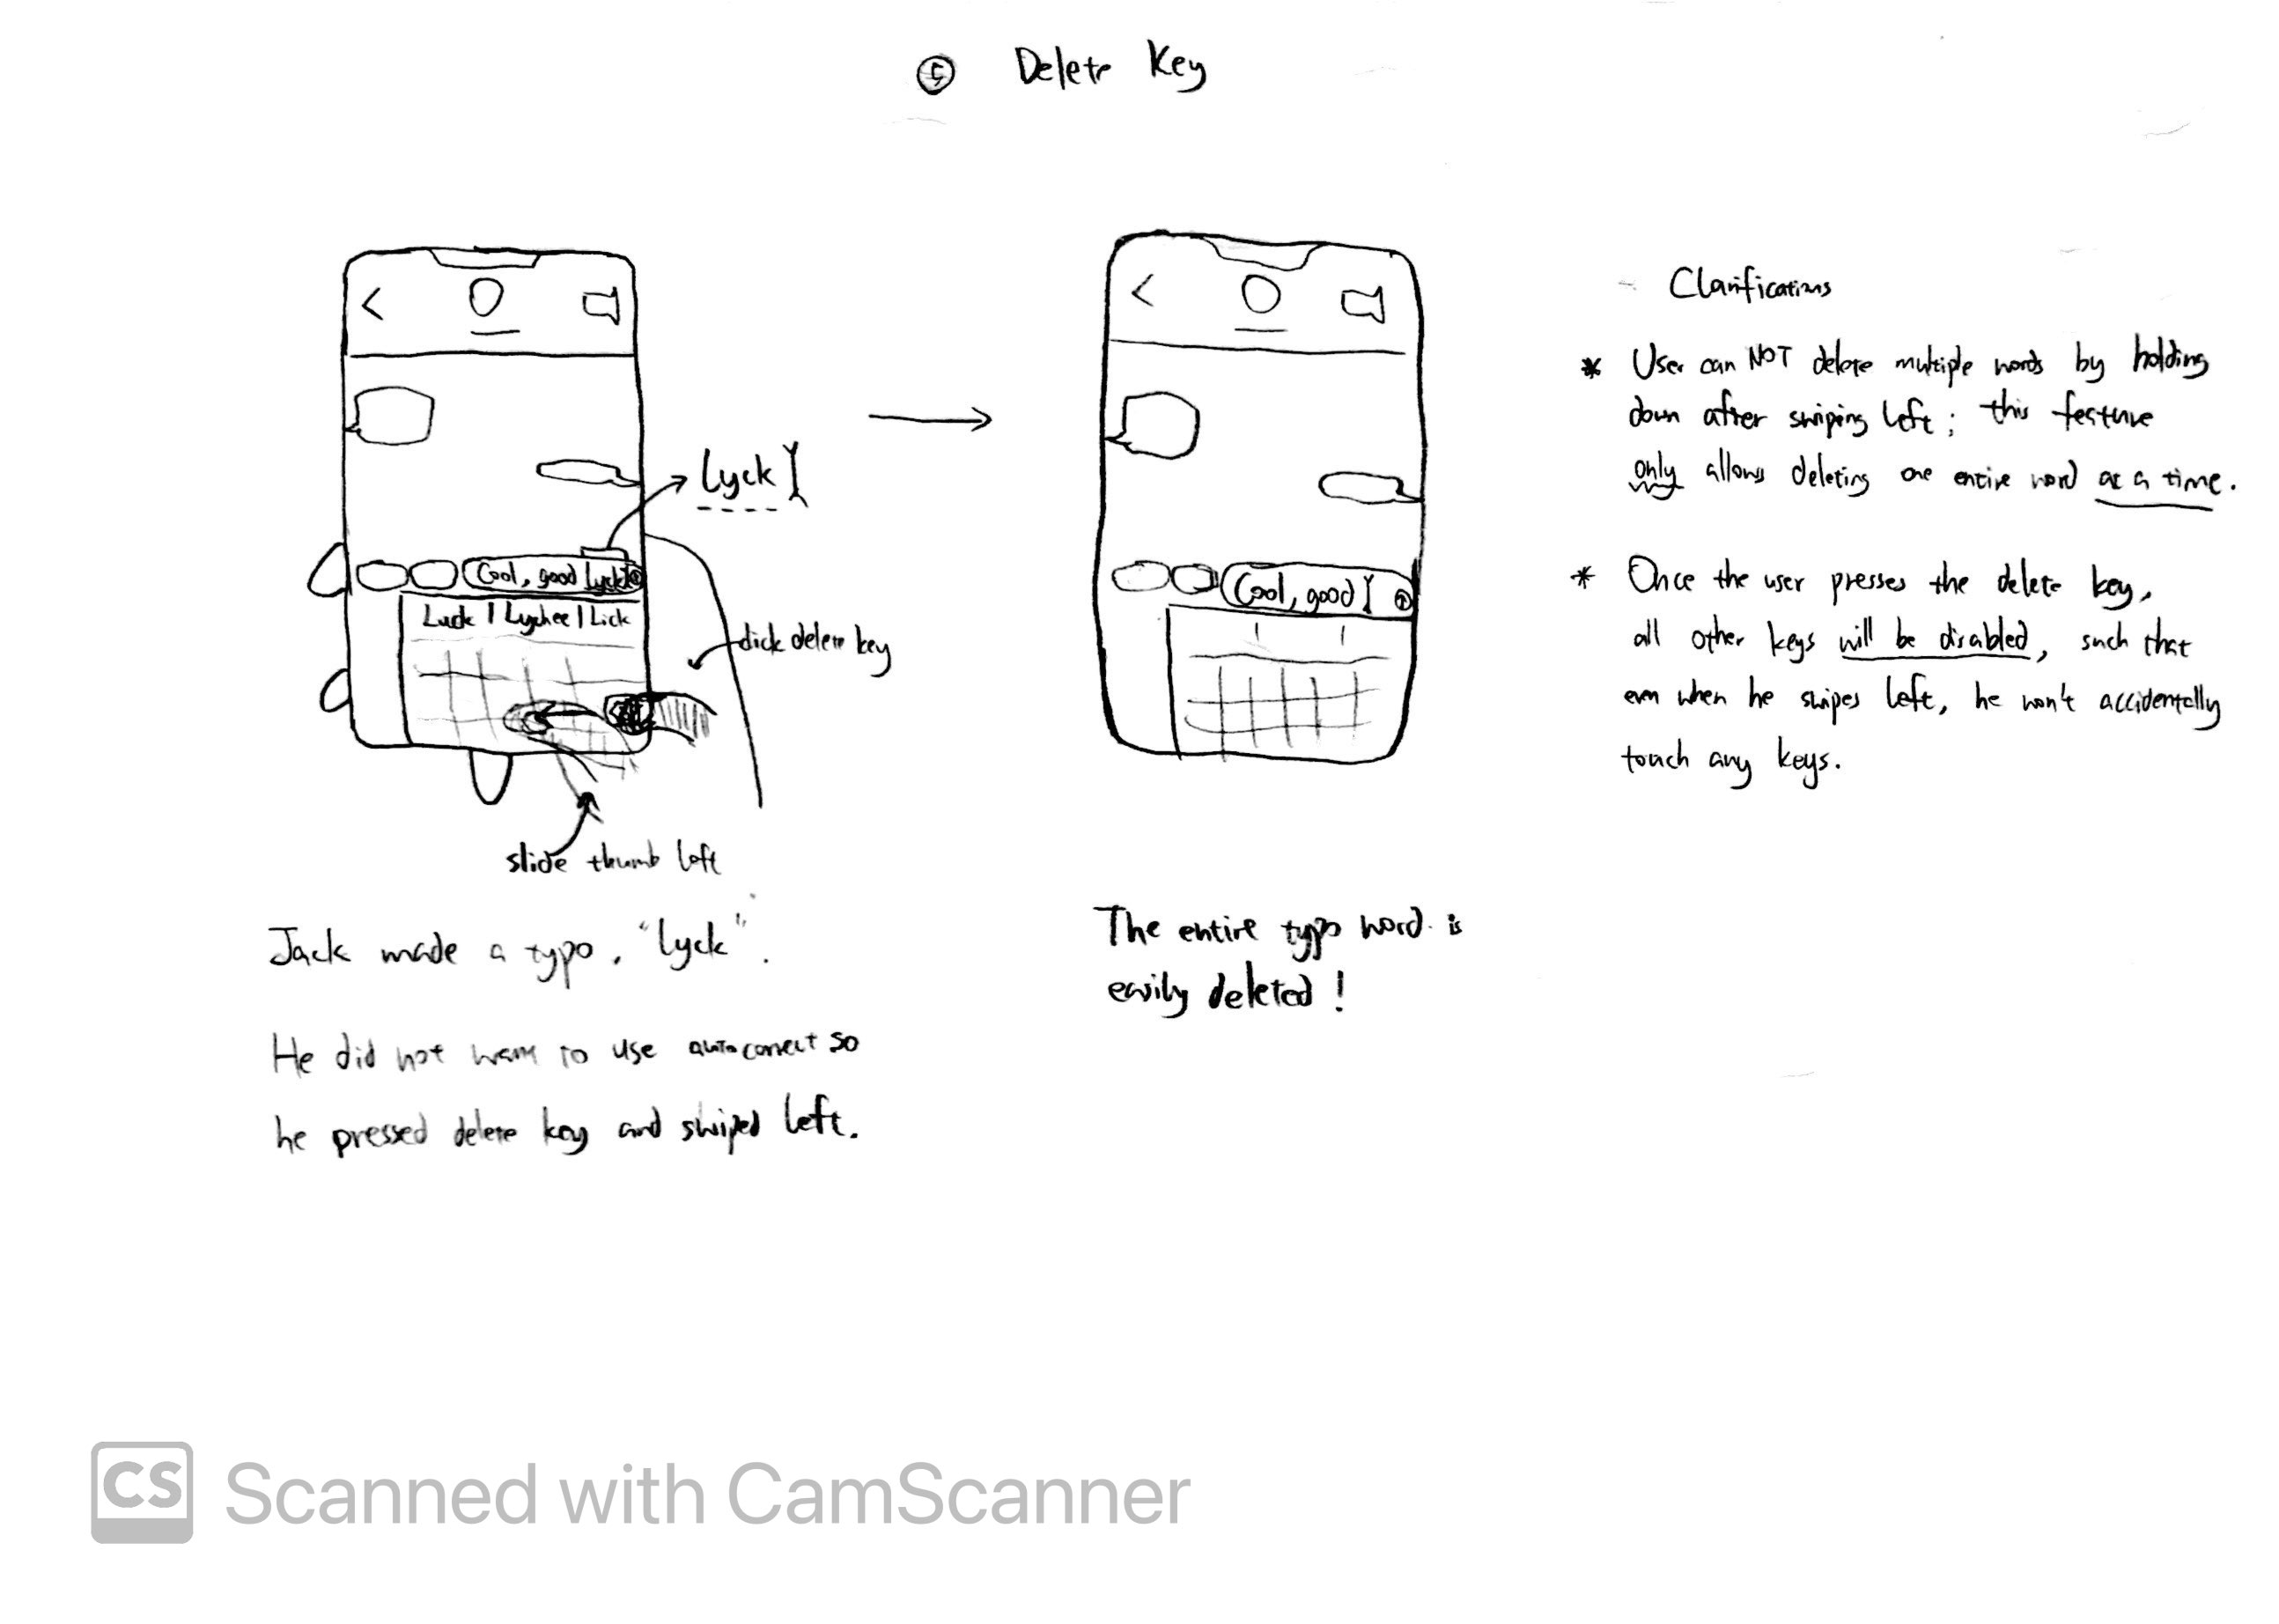 ⑤ Delete Key
Lyck
Cool, good Lyck
Luck | Lychee | Lick
click delete key
slide thumb left
Jack made a typo, "lyck".
He did not want to use autocorrect so
he pressed delete key and swiped left.
Cool, good
The entire typo word is
easily deleted!
- Clarifications
* User can NOT delete multiple words by holding
down after swiping left; this feature
only allows deleting one entire word at a time.
* Once the user presses the delete key,
all other keys will be disabled, such that
even when he swipes left, he won't accidentally
touch any keys.
CS Scanned with CamScanner